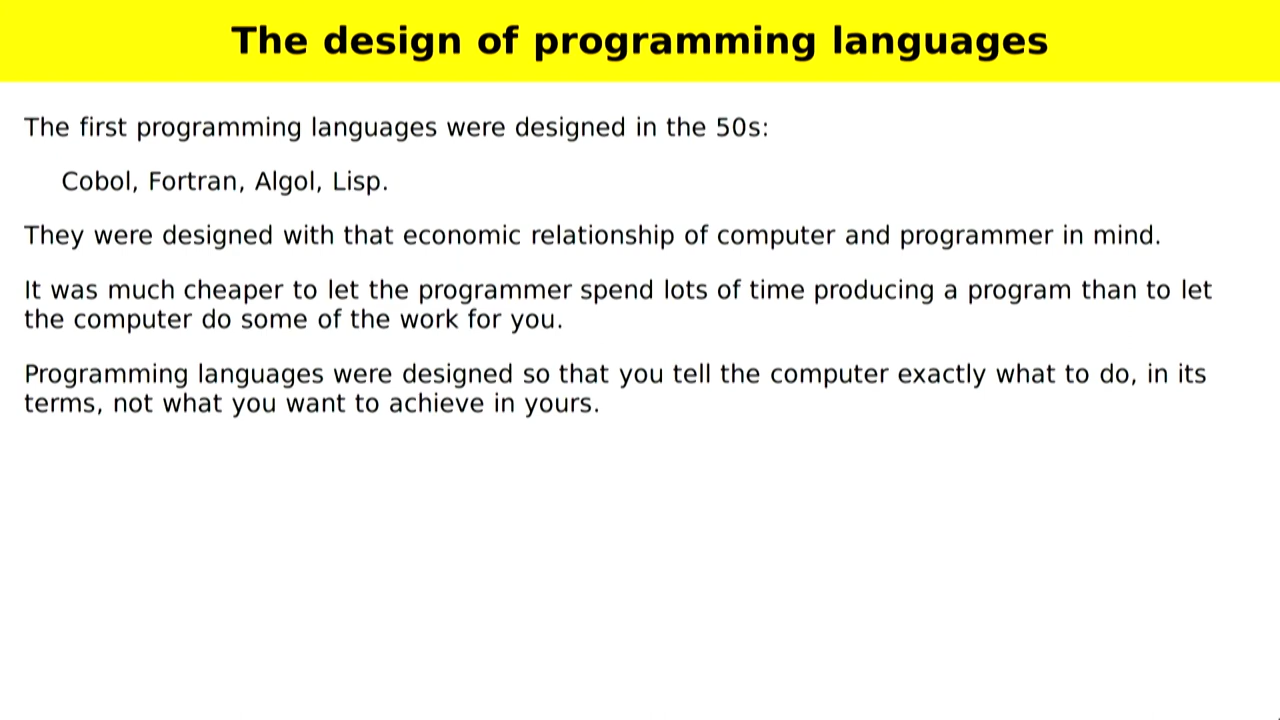 The design of programming languages
The first programming languages were designed in the 50s:
Cobol, Fortran, Algol, Lisp.
They were designed with that economic relationship of computer and programmer in mind.
It was much cheaper to let the programmer spend lots of time producing a program than to let
the computer do some of the work for you.
Programming languages were designed so that you tell the computer exactly what to do, in its
terms, not what you want to achieve in yours.